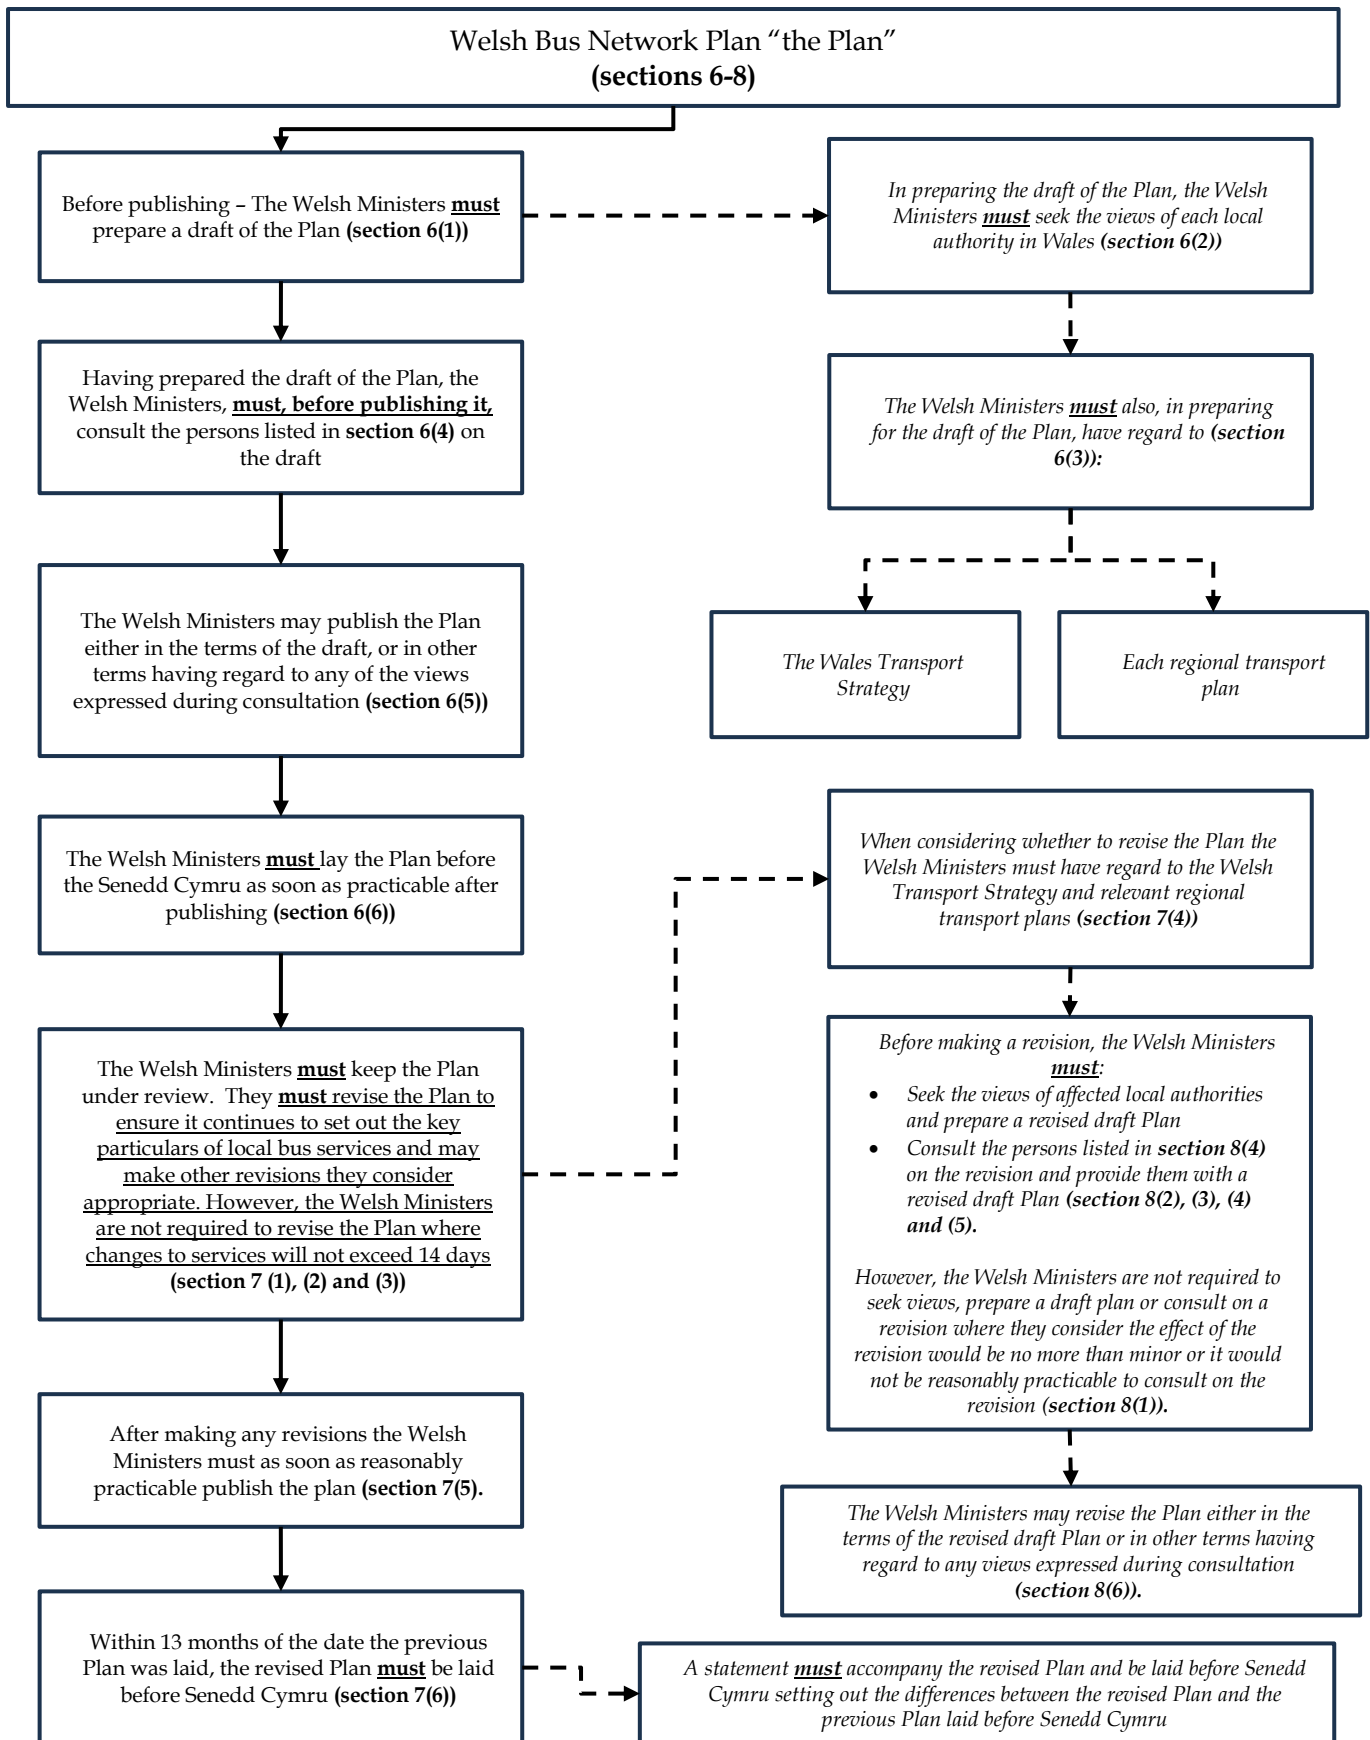 Welsh Bus Network Plan “the Plan”
(sections 6-8)
Before publishing – The Welsh Ministers must
prepare a draft of the Plan (section 6(1))
In preparing the draft of the Plan, the Welsh
Ministers must seek the views of each local
authority in Wales (section 6(2))
Having prepared the draft of the Plan, the
Welsh Ministers, must, before publishing it,
consult the persons listed in section 6(4) on
the draft
The Welsh Ministers must also, in preparing
for the draft of the Plan, have regard to (section
6(3)):
The Welsh Ministers may publish the Plan
either in the terms of the draft, or in other
terms having regard to any of the views
expressed during consultation (section 6(5))
The Wales Transport
Strategy
Each regional transport
plan
The Welsh Ministers must lay the Plan before
the Senedd Cymru as soon as practicable after
publishing (section 6(6))
When considering whether to revise the Plan the
Welsh Ministers must have regard to the Welsh
Transport Strategy and relevant regional
transport plans (section 7(4))
The Welsh Ministers must keep the Plan
under review. They must revise the Plan to
ensure it continues to set out the key
particulars of local bus services and may
make other revisions they consider
appropriate. However, the Welsh Ministers
are not required to revise the Plan where
changes to services will not exceed 14 days
(section 7 (1), (2) and (3))
Before making a revision, the Welsh Ministers
must:
• Seek the views of affected local authorities
and prepare a revised draft Plan
• Consult the persons listed in section 8(4)
on the revision and provide them with a
revised draft Plan (section 8(2), (3), (4)
and (5).
However, the Welsh Ministers are not required to
seek views, prepare a draft plan or consult on a
revision where they consider the effect of the
revision would be no more than minor or it would
not be reasonably practicable to consult on the
revision (section 8(1)).
After making any revisions the Welsh
Ministers must as soon as reasonably
practicable publish the plan (section 7(5).
The Welsh Ministers may revise the Plan either in the
terms of the revised draft Plan or in other terms having
regard to any views expressed during consultation
(section 8(6)).
Within 13 months of the date the previous
Plan was laid, the revised Plan must be laid
before Senedd Cymru (section 7(6))
A statement must accompany the revised Plan and be laid before Senedd
Cymru setting out the differences between the revised Plan and the
previous Plan laid before Senedd Cymru